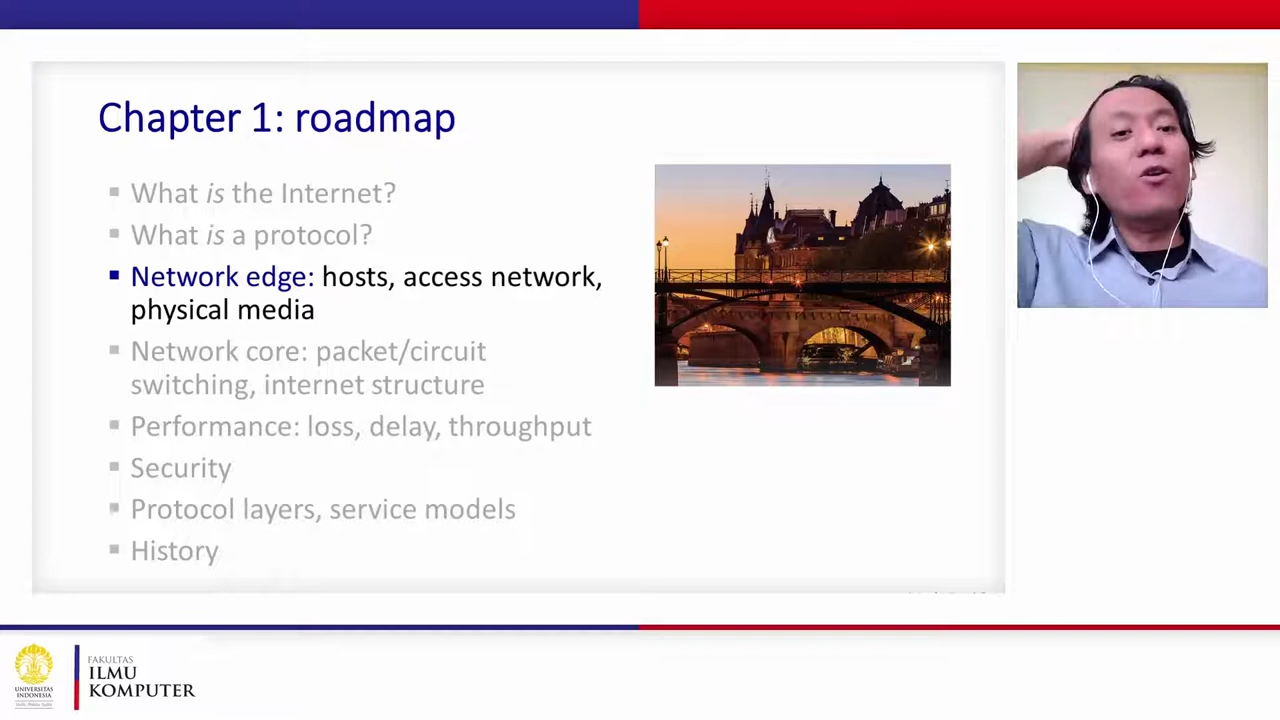 Chapter 1: roadmap
▪ What is the Internet?
▪ What is a protocol?
▪ Network edge: hosts, access network,
physical media
▪ Network core: packet/circuit
switching, internet structure
▪ Performance: loss, delay, throughput
▪ Security
▪ Protocol layers, service models
▪ History
UNIVERSITAS
INDONESIA
FAKULTAS
ILMU
KOMPUTER